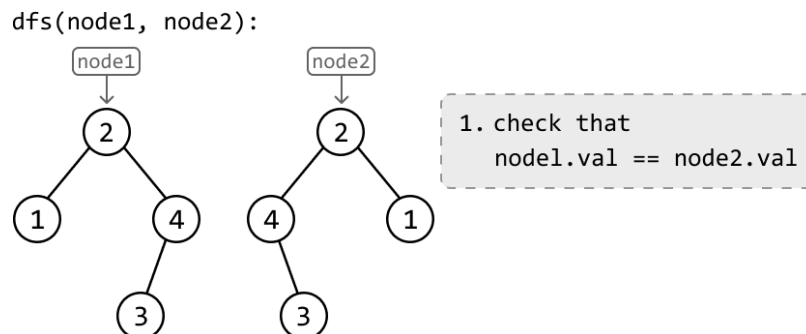 dfs(node1, node2):
node1 node2
2 2
1. check that
nodel.val == node2.val
1 4 4 1
3 3